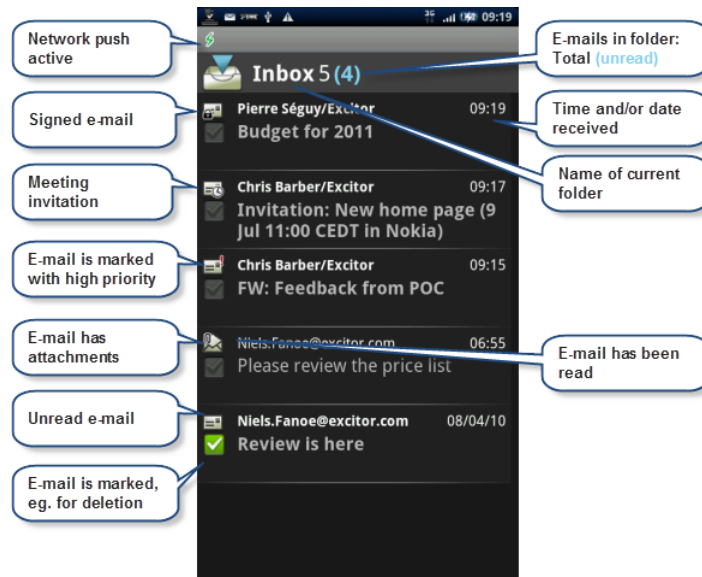 09:19
Network push
active
Inbox 5 (4)
E-mails in folder:
Total (unread)
Signed e-mail
Pierre Séguy/Excitor 09:19
Budget for 2011
Time and/or date
received
Meeting
invitation
Chris Barber/Excitor 09:17
Invitation: New home page (9
Jul 11:00 CEDT in Nokia)
Name of current
folder
E-mail is marked
with high priority
Chris Barber/Excitor 09:15
FW: Feedback from POC
E-mail has
attachments
Niels.Fanoe@excitor.com 06:55
Please review the price list
E-mail has been
read
Unread e-mail
Niels.Fanoe@excitor.com 08/04/10
Review is here
E-mail is marked,
eg. for deletion